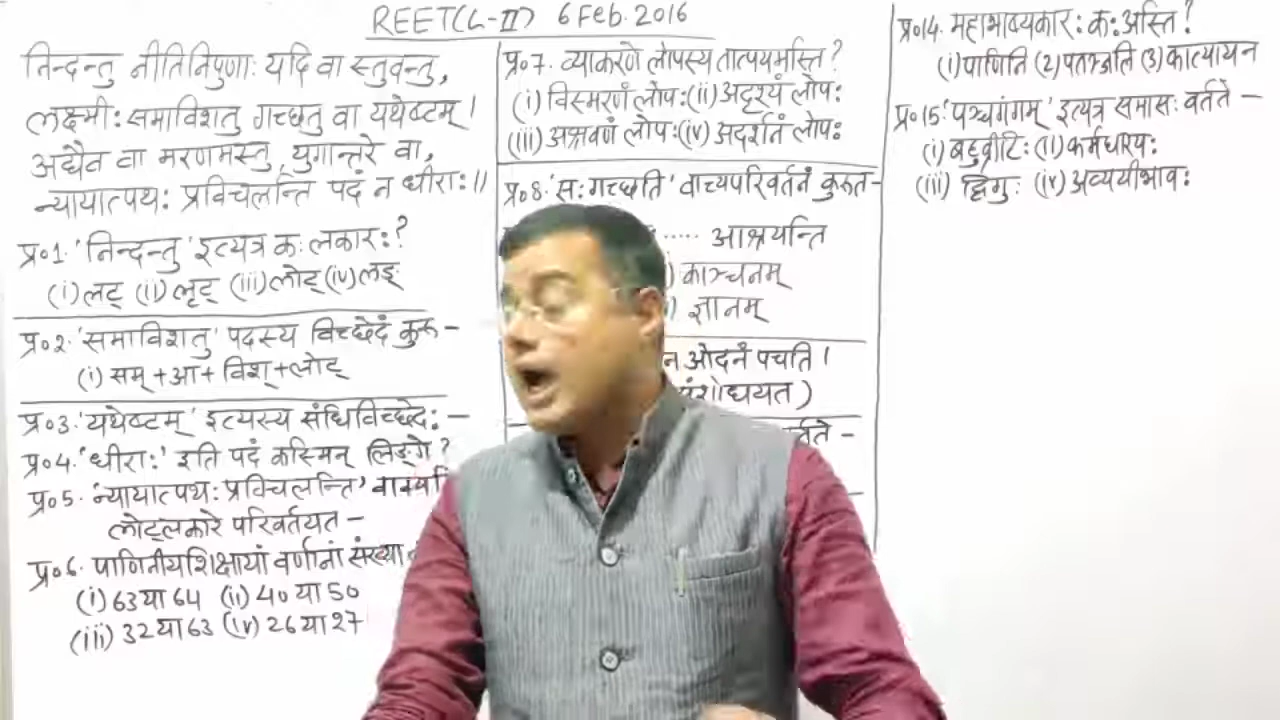 REET(L-II) 6 Feb. 2016
निन्दन्तु नीतिनिपुणाः यदि वा स्तुवन्तु,
लक्ष्मीः समाविशतु गच्छतु वा यथेष्टम् ।
अद्यैव वा मरणमस्तु युगान्तरे वा,
न्यायात्पथः प्रविचलन्ति पदं न धीराः ॥
प्र०1. 'निन्दन्तु' इत्यत्र कः लकारः?
(i) लट् (ii) लृट् (iii) लोट् (iv) लङ्
प्र०2. 'समाविशतु' पदस्य विच्छेदं कुरु –
(i) सम् + आ + विश् + लोट्
प्र०3. 'यथेष्टम्' इत्यस्य संधिविच्छेदः –
प्र०4. 'धीराः' इति पदं कस्मिन् लिङ्गे?
प्र०5. 'न्यायात्पथः प्रविचलन्ति'
लोट्लकारे परिवर्तयत –
प्र०6. पाणिनीयशिक्षायां वर्णानां संख्या
(i) 63 या 64 (ii) 40 या 50
(iii) 32 या 63 (iv) 26 या 27
प्र०7. व्याकरणे लोपस्य तात्पर्यमस्ति?
(i) विस्मरणं लोपः (ii) अदृश्यं लोपः
(iii) अश्रवणं लोपः (iv) अदर्शनं लोपः
प्र०8. 'सः गच्छति' वाच्यपरिवर्तनं कुरुत –
..... आश्रयन्ति
) काञ्चनम्
) ज्ञानम्
न ओदनं पचति ।
संशोधयत)
र्तते –
प्र०14. महाभाष्यकारः कः अस्ति?
(i) पाणिनि (2) पतञ्जलि (3) कात्यायन
प्र०15. 'पञ्चगंगम्' इत्यत्र समासः वर्तते –
(i) बहुव्रीहिः (ii) कर्मधारयः
(iii) द्विगुः (iv) अव्ययीभावः